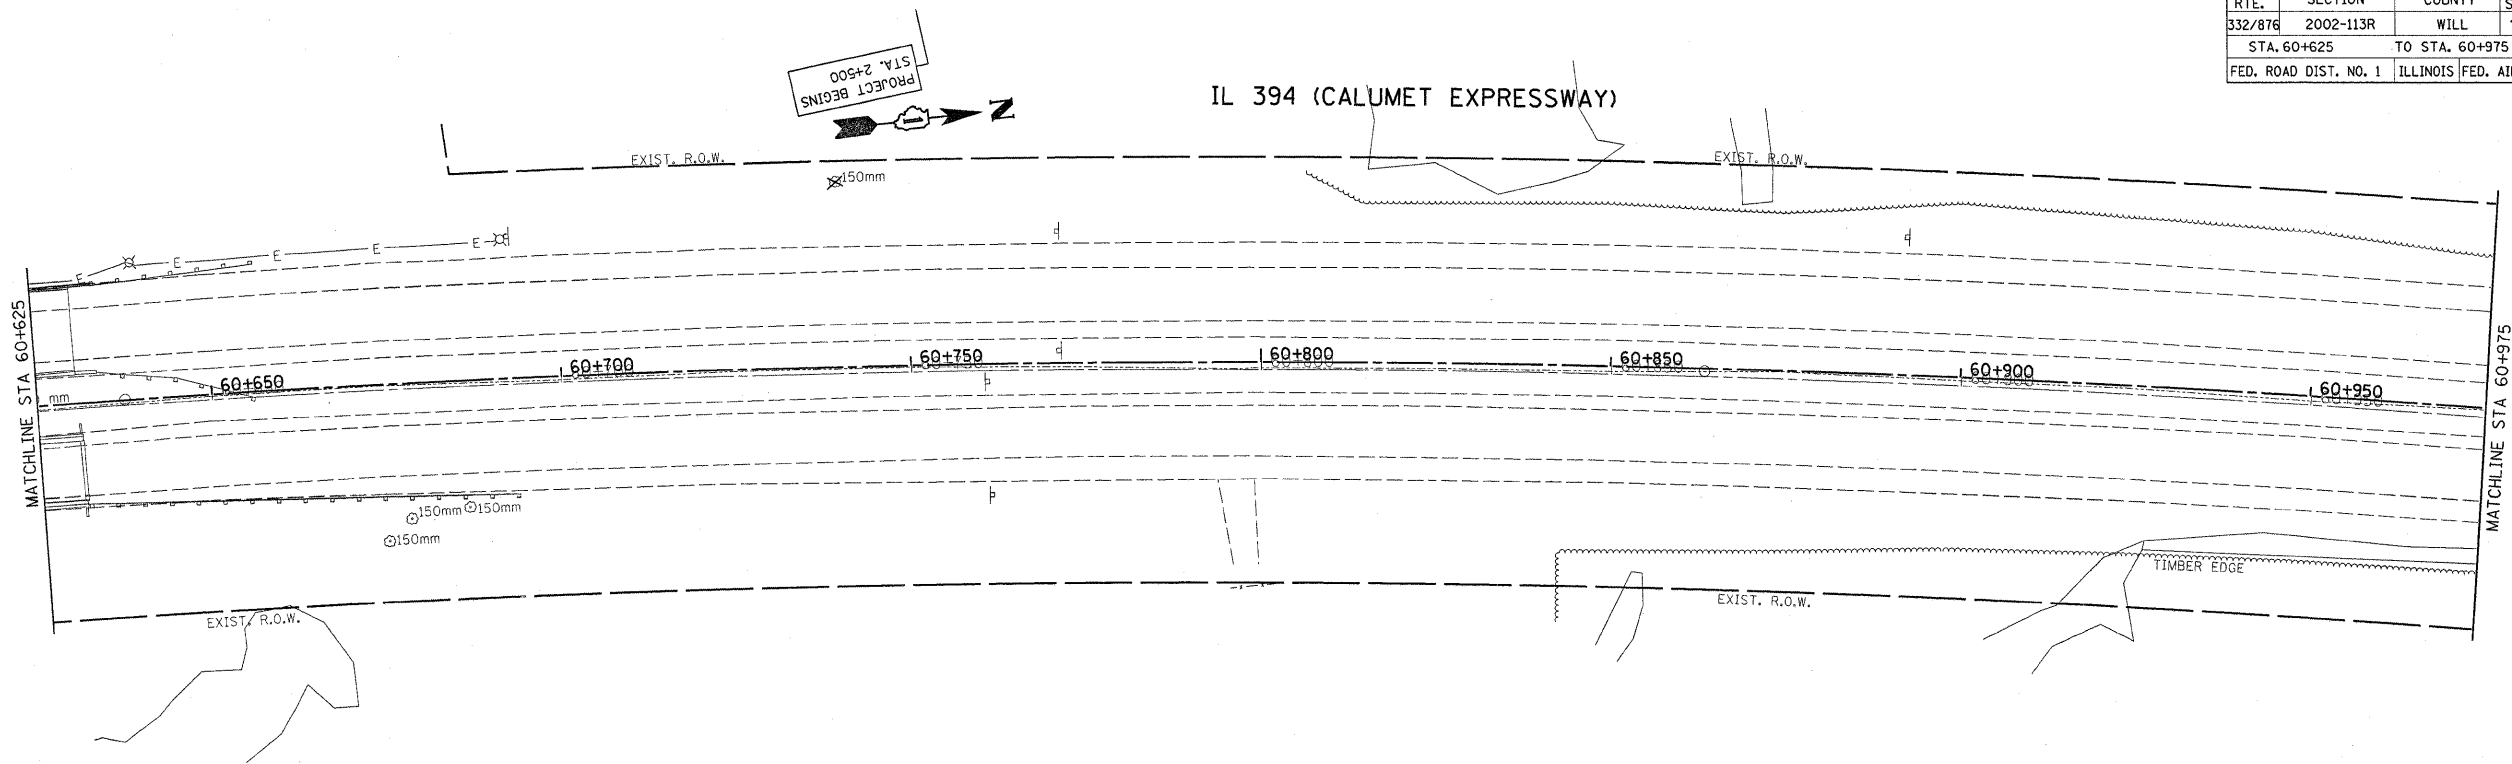 RTE. SECTION COUNTY
332/876 2002-113R WILL
STA. 60+625 TO STA. 60+975
FED. ROAD DIST. NO. 1 ILLINOIS FED.
PROJECT BEGINS
STA. 2+500
IL 394 (CALUMET EXPRESSWAY)
N
EXIST. R.O.W.
EXIST. R.O.W.
150mm
E
E
E
E
E
MATCHLINE STA 60+625
60+650
60+700
60+750
60+800
60+850
60+900
60+950
MATCHLINE STA 60+975
mm
150mm
150mm
150mm
TIMBER EDGE
EXIST. R.O.W.
EXIST. R.O.W.